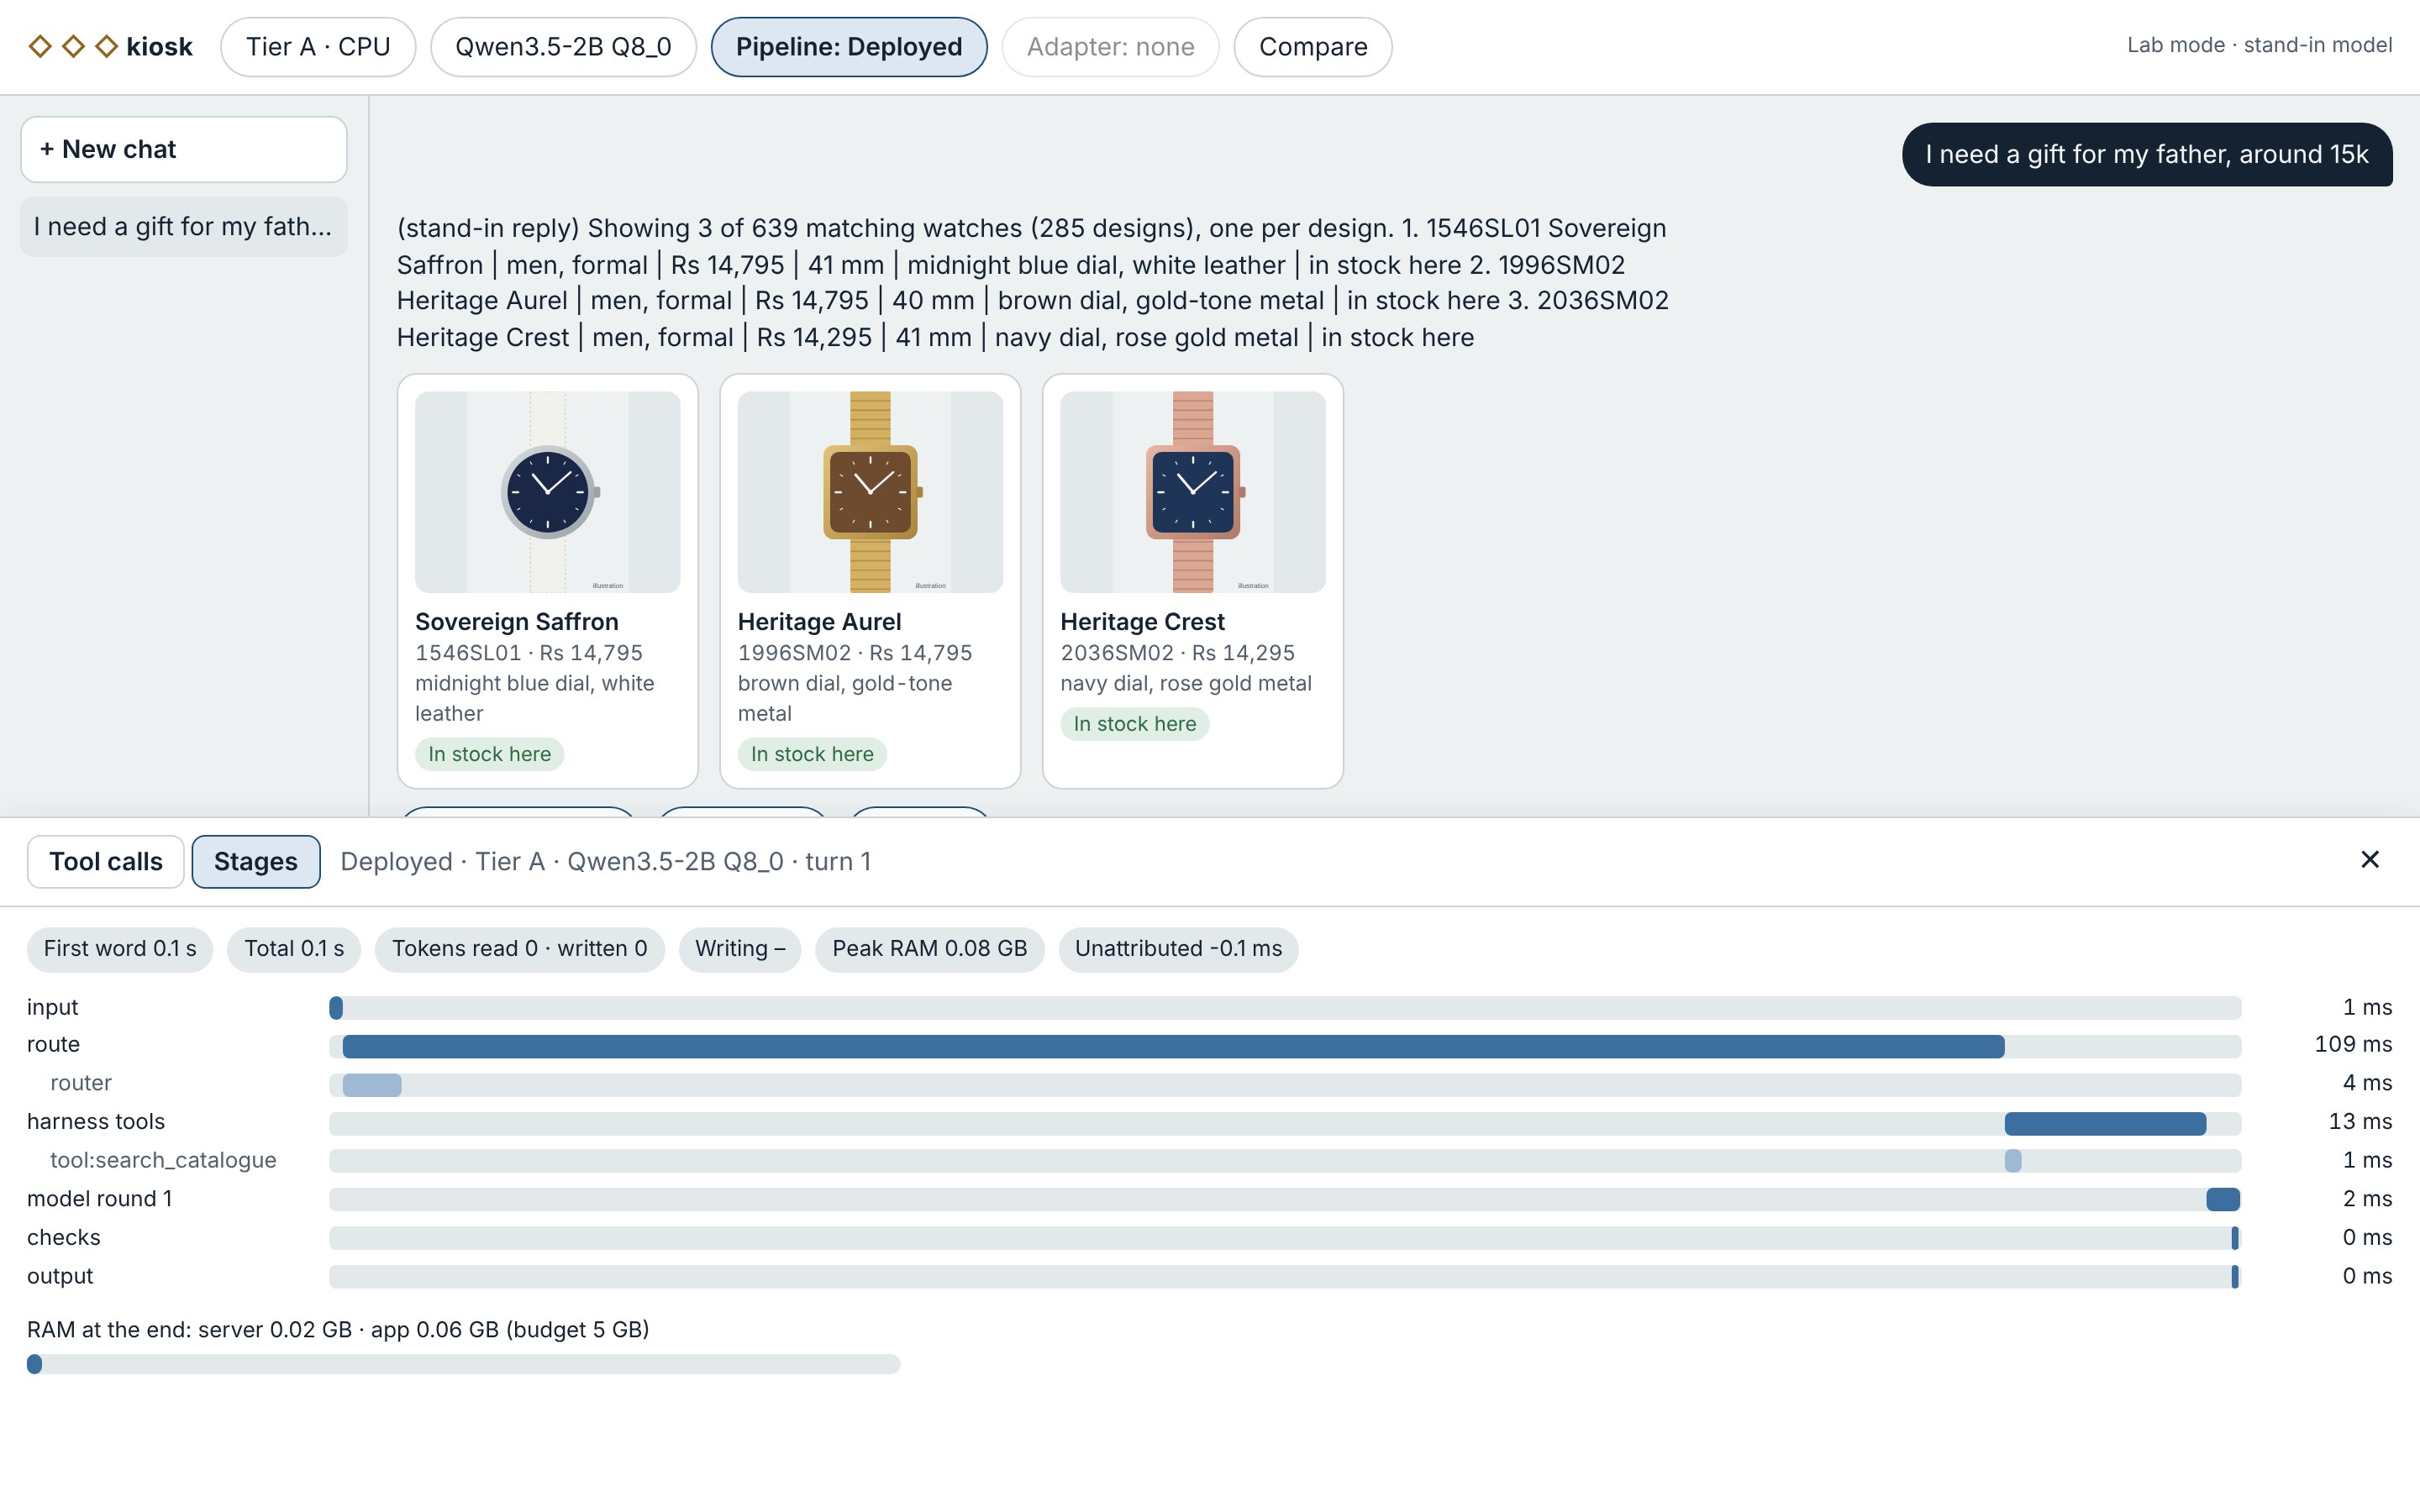 kiosk
Tier A · CPU
Qwen3.5-2B Q8_0
Pipeline: Deployed
Adapter: none
Compare
Lab mode · stand-in model
+ New chat
I need a gift for my fath...
I need a gift for my father, around 15k
(stand-in reply) Showing 3 of 639 matching watches (285 designs), one per design. 1. 1546SL01 Sovereign
Saffron | men, formal | Rs 14,795 | 41 mm | midnight blue dial, white leather | in stock here 2. 1996SM02
Heritage Aurel | men, formal | Rs 14,795 | 40 mm | brown dial, gold-tone metal | in stock here 3. 2036SM02
Heritage Crest | men, formal | Rs 14,295 | 41 mm | navy dial, rose gold metal | in stock here
illustration
Sovereign Saffron
1546SL01 · Rs 14,795
midnight blue dial, white
leather
In stock here
illustration
Heritage Aurel
1996SM02 · Rs 14,795
brown dial, gold-tone
metal
In stock here
illustration
Heritage Crest
2036SM02 · Rs 14,295
navy dial, rose gold metal
In stock here
Tool calls
Stages
Deployed · Tier A · Qwen3.5-2B Q8_0 · turn 1
First word 0.1 s
Total 0.1 s
Tokens read 0 · written 0
Writing –
Peak RAM 0.08 GB
Unattributed -0.1 ms
input 1 ms
route 109 ms
router 4 ms
harness tools 13 ms
tool:search_catalogue 1 ms
model round 1 2 ms
checks 0 ms
output 0 ms
RAM at the end: server 0.02 GB · app 0.06 GB (budget 5 GB)